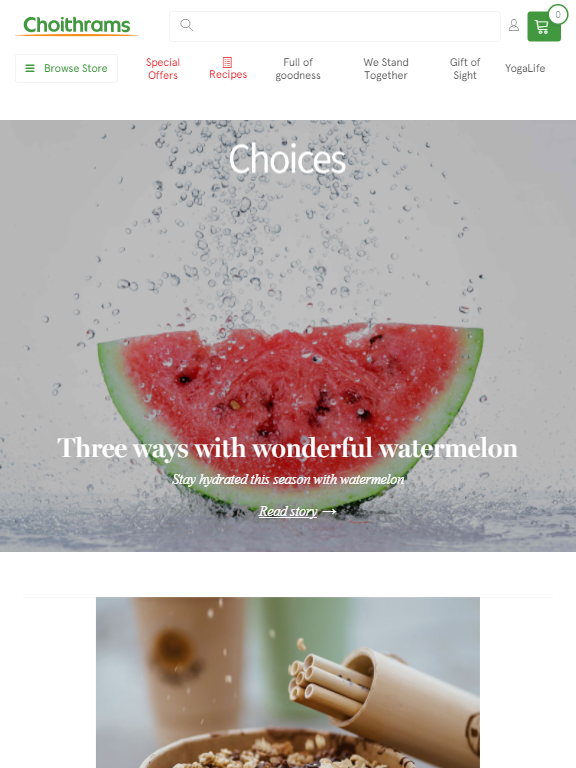 Choithrams
0
Browse Store
Special
Offers
Recipes
Full of
goodness
We Stand
Together
Gift of
Sight
YogaLife
Choices
Three ways with wonderful watermelon
Stay hydrated this season with watermelon
Read story →